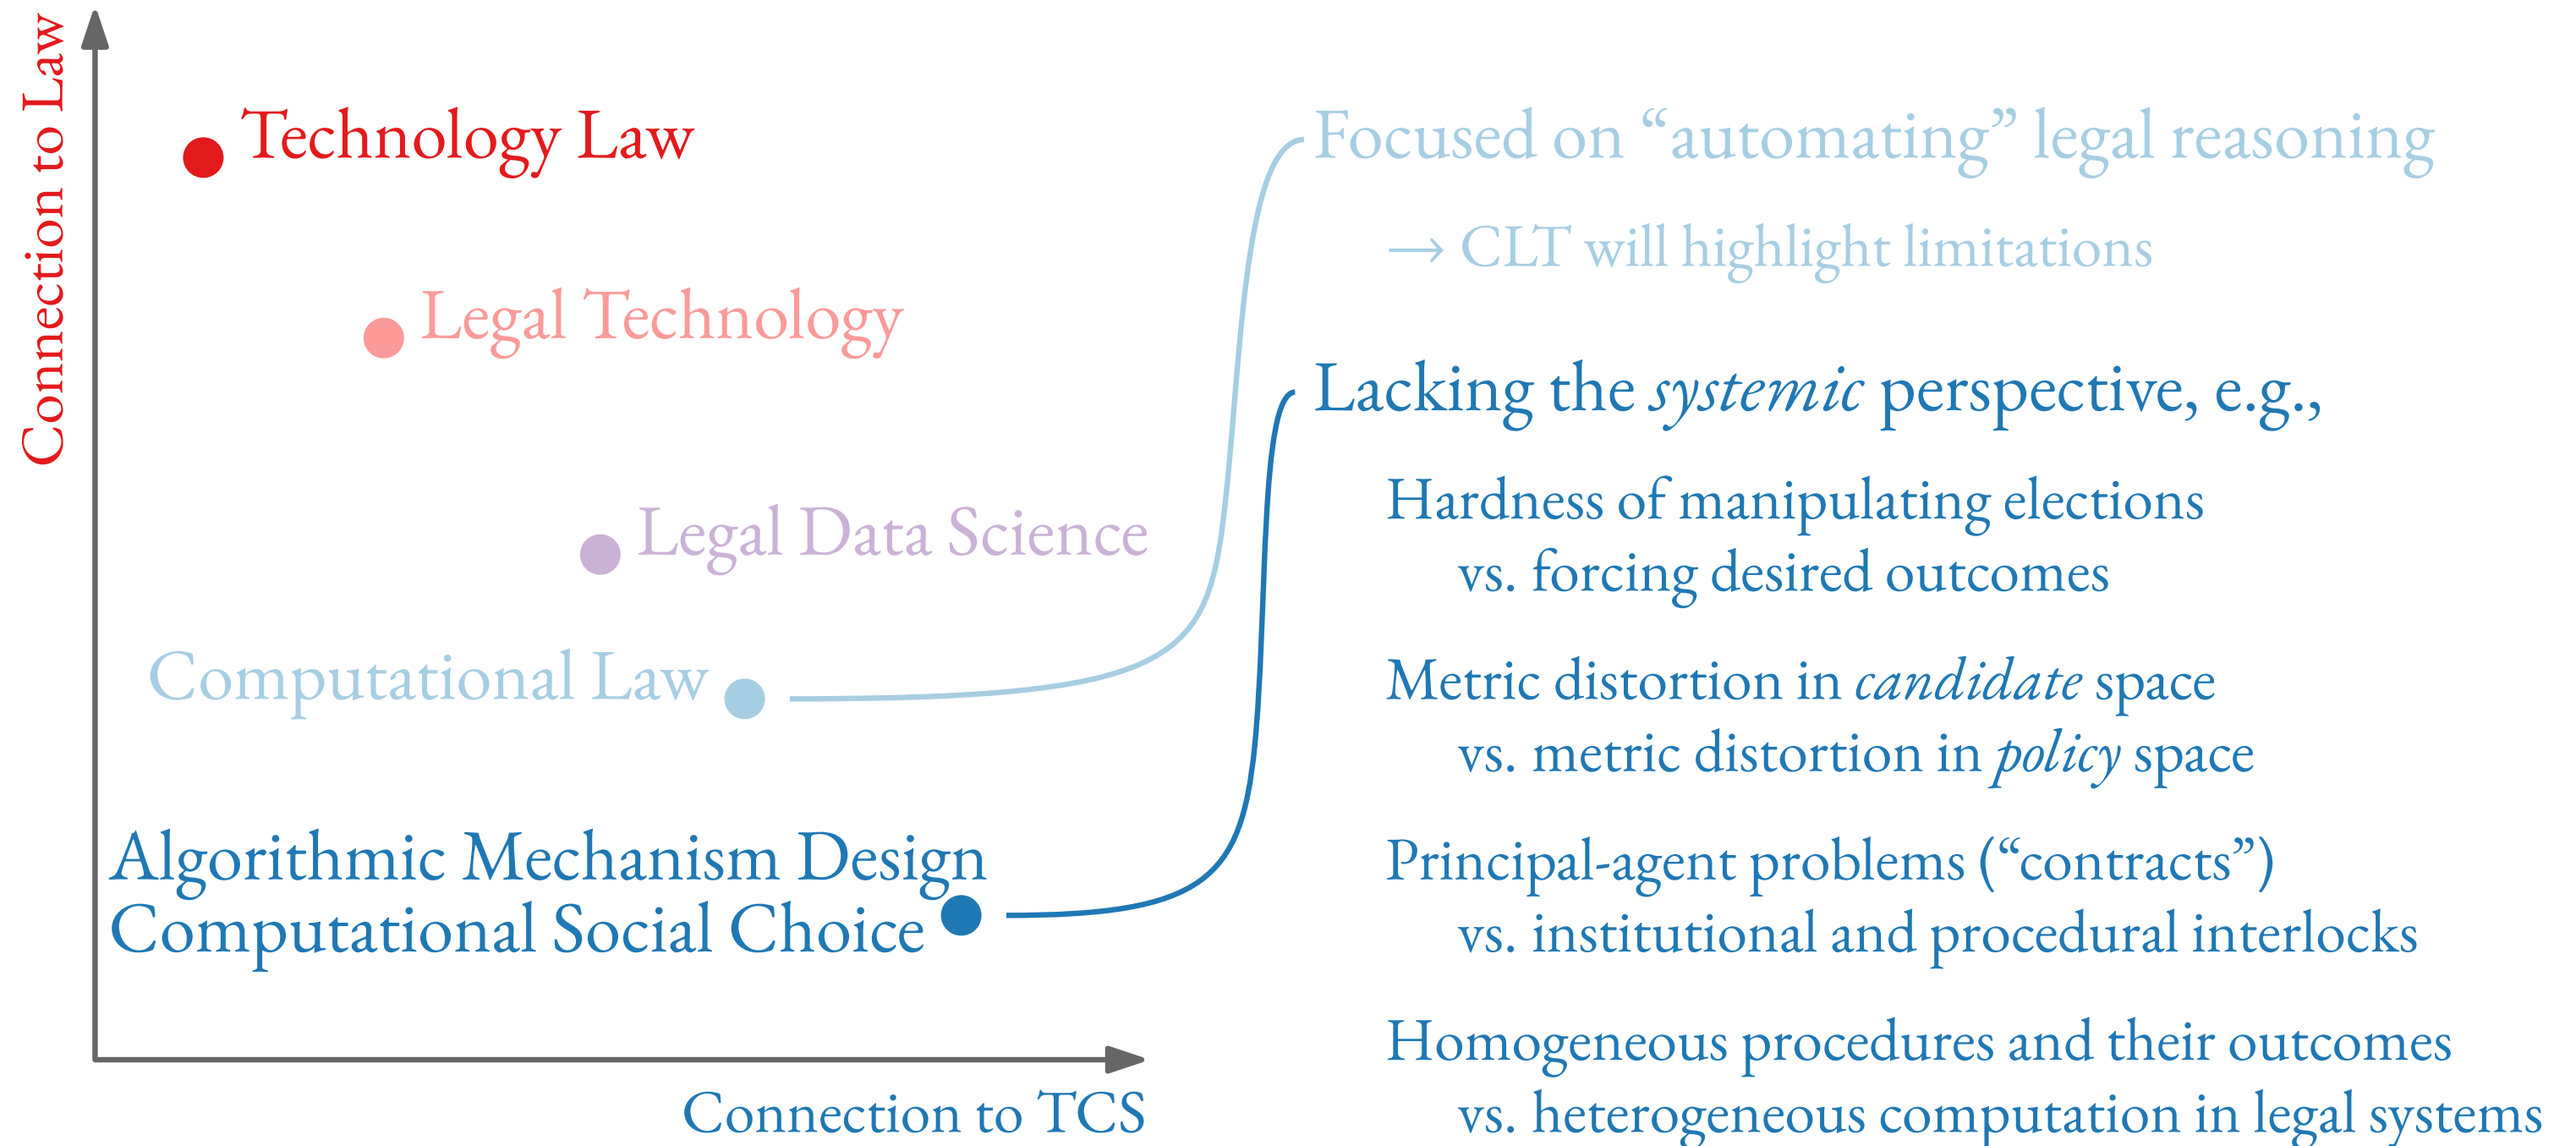 Connection to Law
Technology Law
Legal Technology
Legal Data Science
Computational Law
Algorithmic Mechanism Design
Computational Social Choice
Connection to TCS
Focused on “automating” legal reasoning
→ CLT will highlight limitations
Lacking the systemic perspective, e.g.,
Hardness of manipulating elections
vs. forcing desired outcomes
Metric distortion in candidate space
vs. metric distortion in policy space
Principal-agent problems (“contracts”)
vs. institutional and procedural interlocks
Homogeneous procedures and their outcomes
vs. heterogeneous computation in legal systems